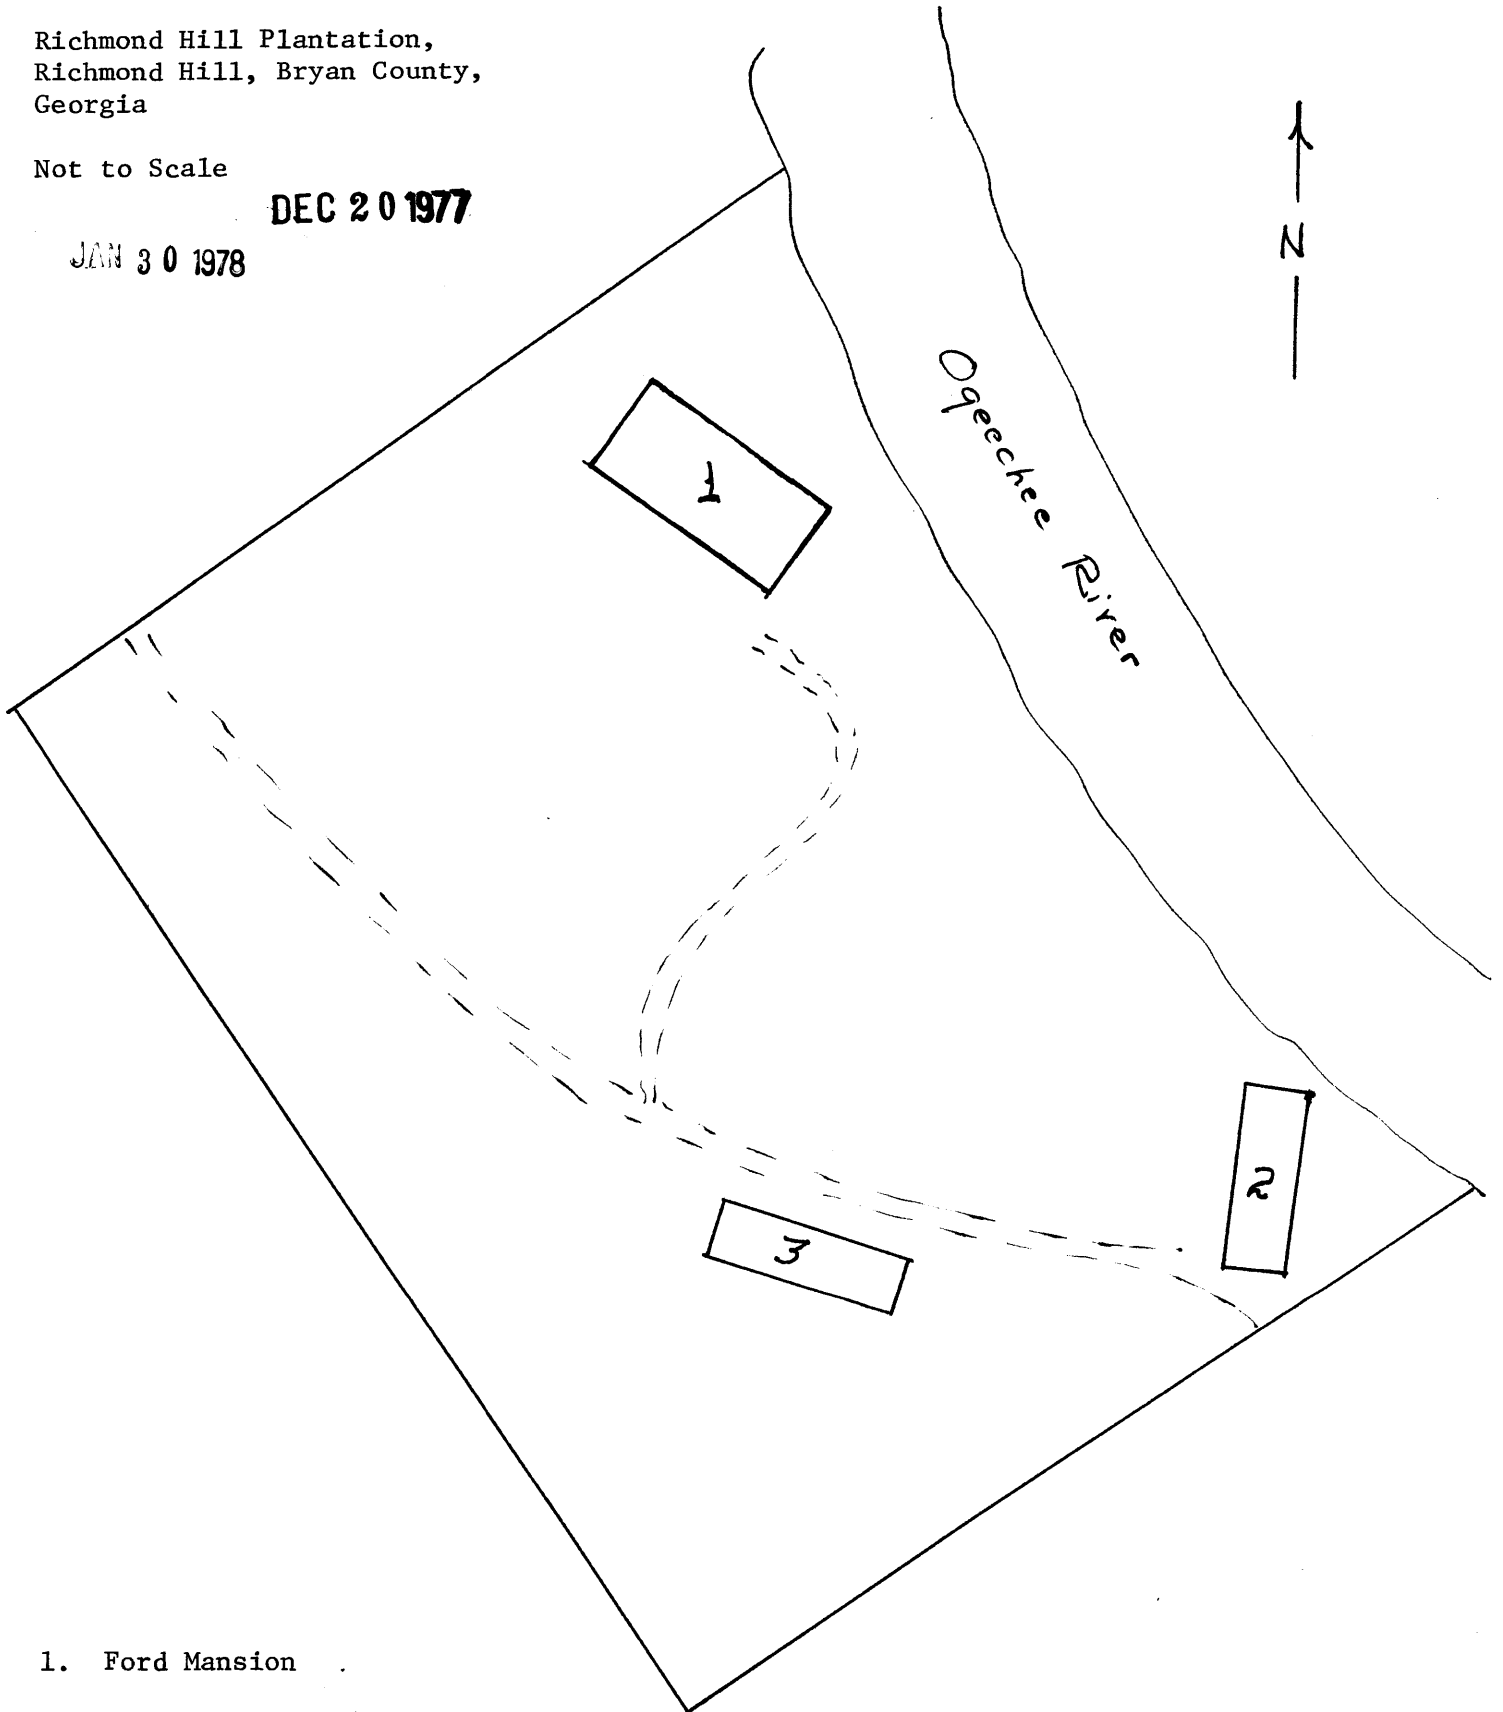 Richmond Hill Plantation,
Richmond Hill, Bryan County,
Georgia
Not to Scale
DEC 20 1977
JAN 30 1978
N
Ogeechee River
1
2
3
1. Ford Mansion